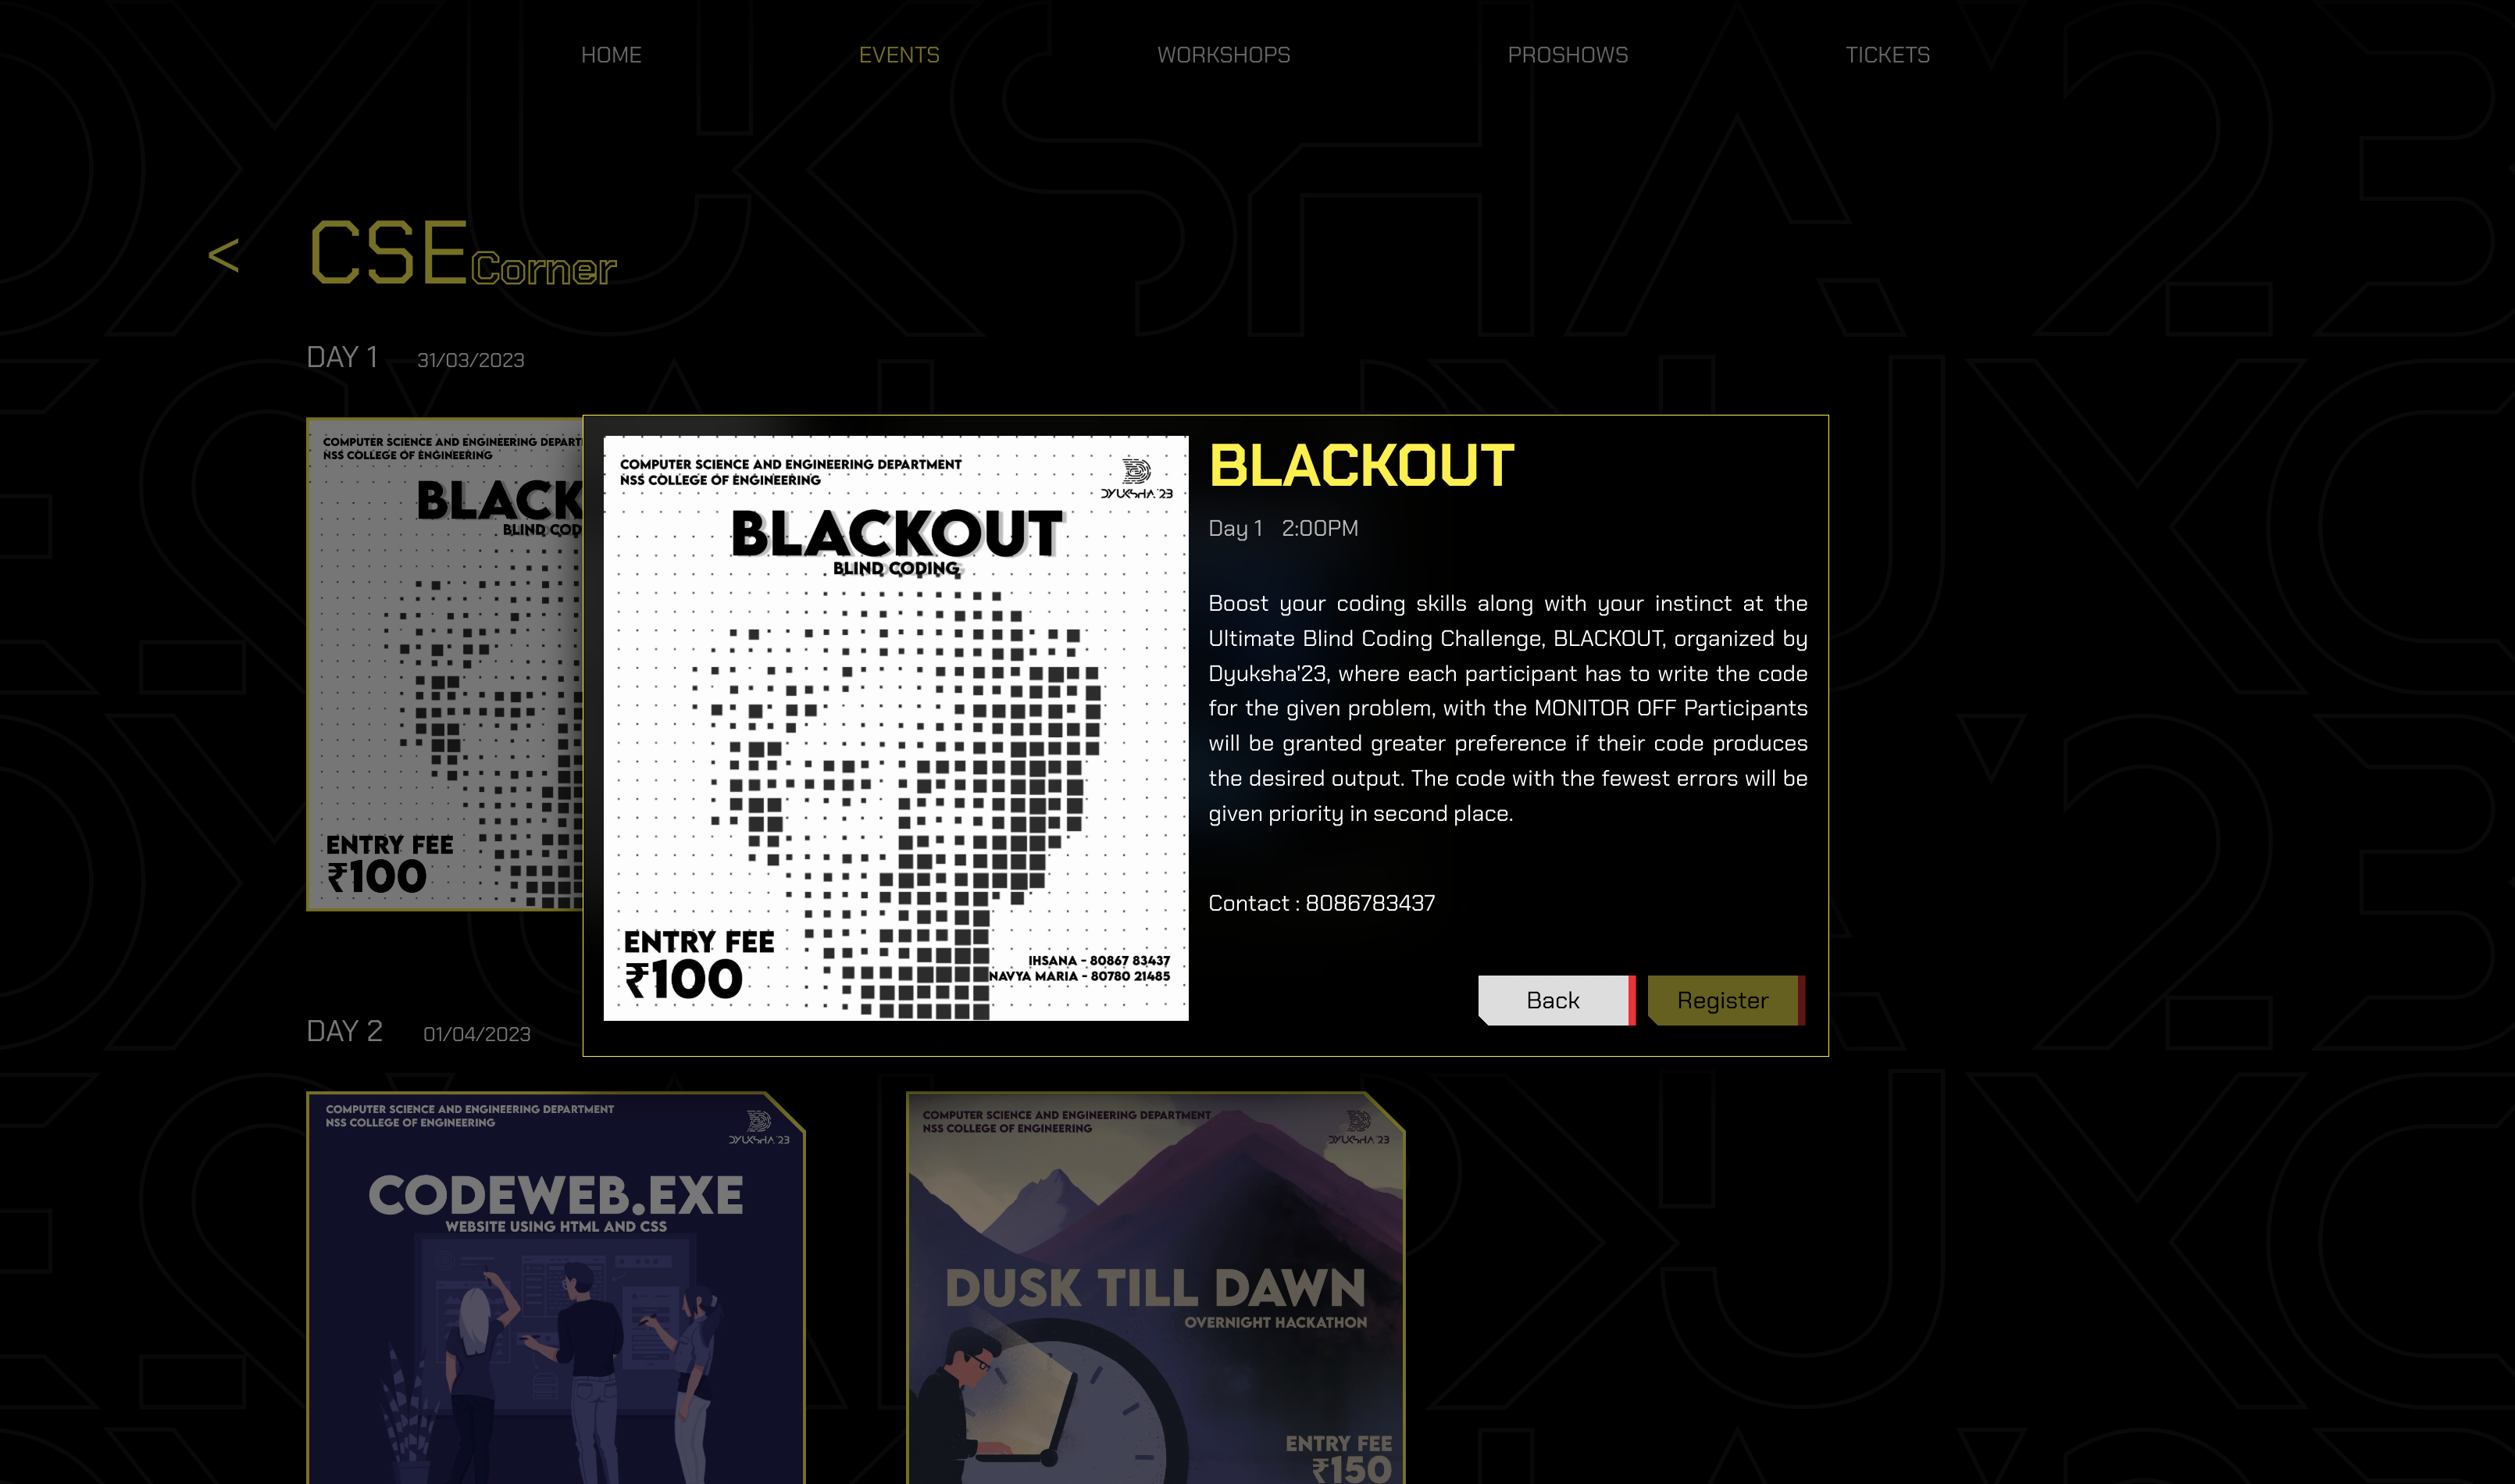 HOME EVENTS WORKSHOPS PROSHOWS TICKETS
< CSE Corner
DAY 1 31/03/2023
COMPUTER SCIENCE AND ENGINEERING DEPART
NSS COLLEGE OF ENGINEERING
BLACK
BLIND COD
ENTRY FEE
₹100
COMPUTER SCIENCE AND ENGINEERING DEPARTMENT
NSS COLLEGE OF ENGINEERING
DYUKSHA '23
BLACKOUT
BLIND CODING
ENTRY FEE
₹100
IHSANA - 80867 83437
NAVYA MARIA - 80780 21485
BLACKOUT
Day 1 2:00PM
Boost your coding skills along with your instinct at the
Ultimate Blind Coding Challenge, BLACKOUT, organized by
Dyuksha'23, where each participant has to write the code
for the given problem, with the MONITOR OFF Participants
will be granted greater preference if their code produces
the desired output. The code with the fewest errors will be
given priority in second place.
Contact : 8086783437
Back Register
DAY 2 01/04/2023
COMPUTER SCIENCE AND ENGINEERING DEPARTMENT
NSS COLLEGE OF ENGINEERING
DYUKSHA '23
CODEWEB.EXE
WEBSITE USING HTML AND CSS
COMPUTER SCIENCE AND ENGINEERING DEPARTMENT
NSS COLLEGE OF ENGINEERING
DYUKSHA '23
DUSK TILL DAWN
OVERNIGHT HACKATHON
ENTRY FEE
₹150